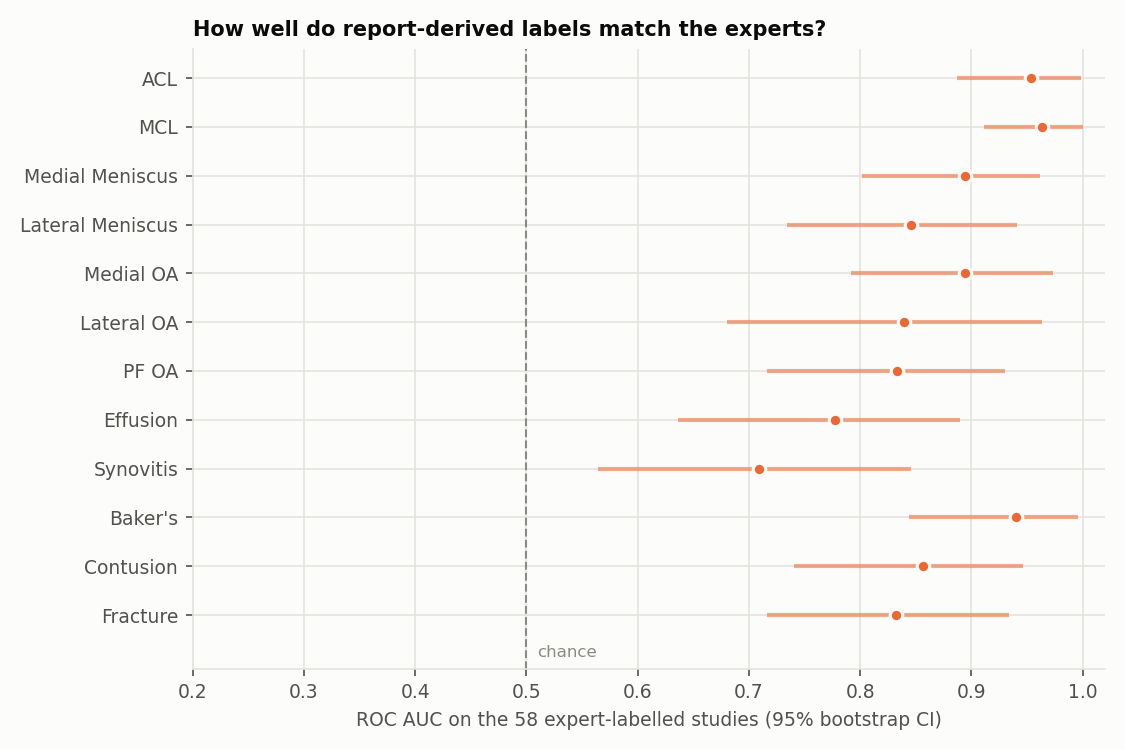 How well do report-derived labels match the experts?
ACL
MCL
Medial Meniscus
Lateral Meniscus
Medial OA
Lateral OA
PF OA
Effusion
Synovitis
Baker's
Contusion
Fracture
chance
0.2 0.3 0.4 0.5 0.6 0.7 0.8 0.9 1.0
ROC AUC on the 58 expert-labelled studies (95% bootstrap CI)